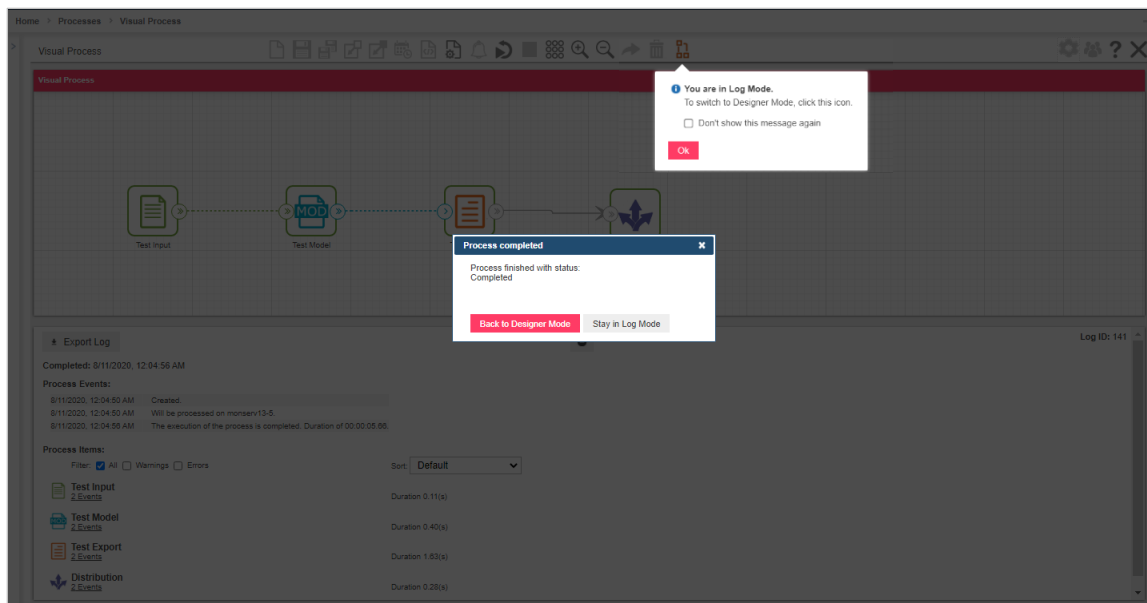 Home > Processes > Visual Process
Visual Process
Visual Process
You are in Log Mode.
To switch to Designer Mode, click this icon.
Don't show this message again
Ok
MOD
Test Input
Test Model
Process completed
Process finished with status:
Completed
Back to Designer Mode
Stay in Log Mode
Export Log
Log ID: 141
Completed: 8/11/2020, 12:04:56 AM
Process Events:
8/11/2020, 12:04:50 AM Created.
8/11/2020, 12:04:50 AM Will be processed on monserv13-5.
8/11/2020, 12:04:56 AM The execution of the process is completed. Duration of 00:00:05.66.
Process Items:
Filter: All Warnings Errors Sort: Default
Test Input
2 Events Duration 0.11(s)
Test Model
2 Events Duration 0.40(s)
Test Export
2 Events Duration 1.63(s)
Distribution
2 Events Duration 0.28(s)